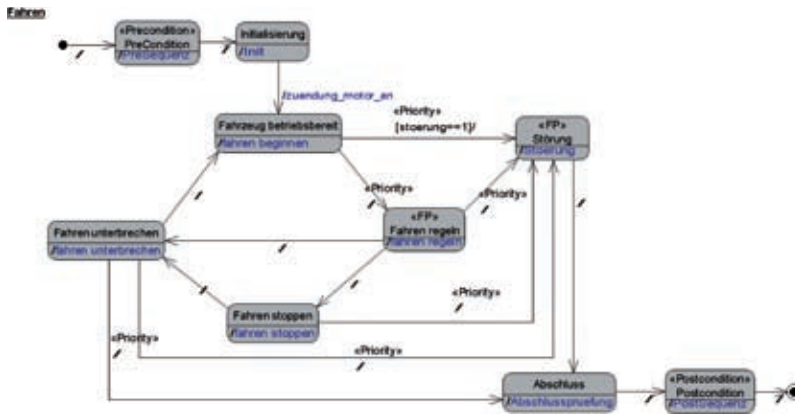 Fahren
«Precondition»
PreCondition
/PreSequenz
/
/
Initialisierung
/Init
/zuendung_motor_an
Fahrzeug betriebsbereit
/fahren beginnen
«Priority»
[stoerung==1]/
«FP»
Störung
/Stoerung
/
«Priority»
/
«FP»
Fahren regeln
/fahren regeln
«Priority»
/
/
Fahren unterbrechen
/fahren unterbrechen
/
/
/
Fahren stoppen
/fahren stoppen
«Priority»
/
«Priority»
/
«Priority»
/
Abschluss
/Abschlusspruefung
/
«Postcondition»
Postcondition
/PostSequenz
/